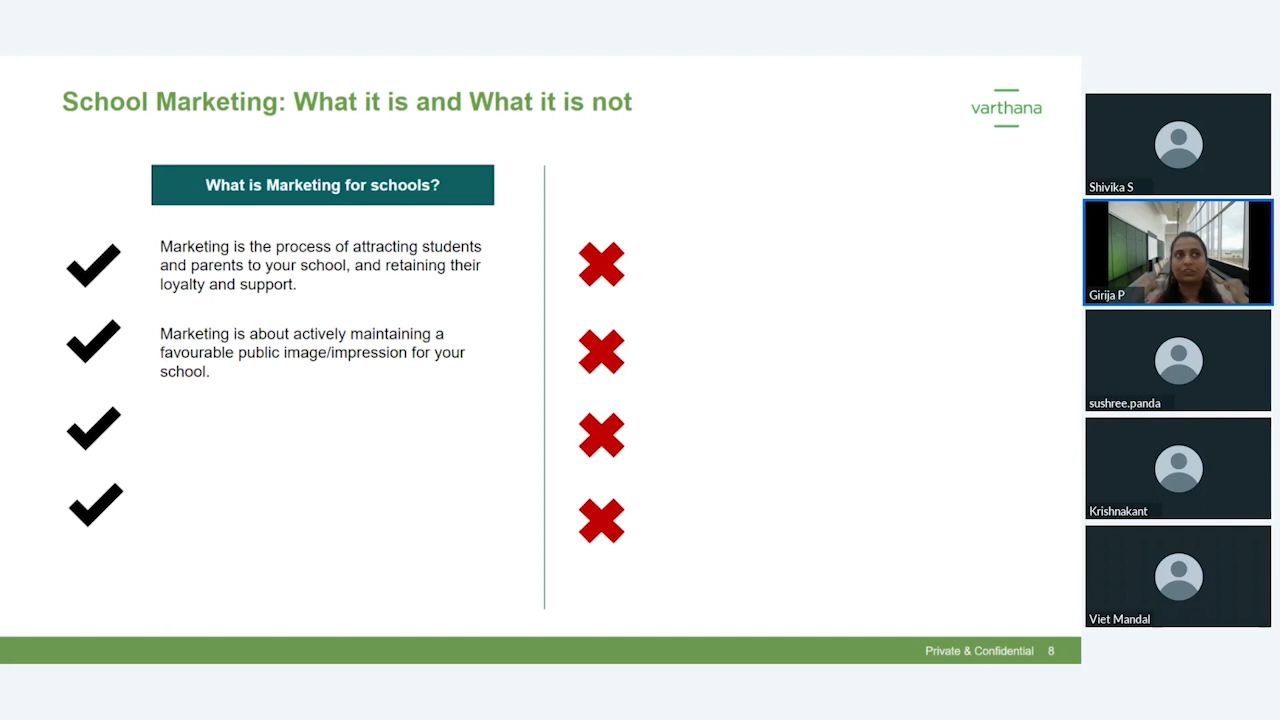 School Marketing: What it is and What it is not
varthana
What is Marketing for schools?
Marketing is the process of attracting students
and parents to your school, and retaining their
loyalty and support.
Marketing is about actively maintaining a
favourable public image/impression for your
school.
Private & Confidential 8
Shivika S
Girija P
sushree.panda
Krishnakant
Viet Mandal